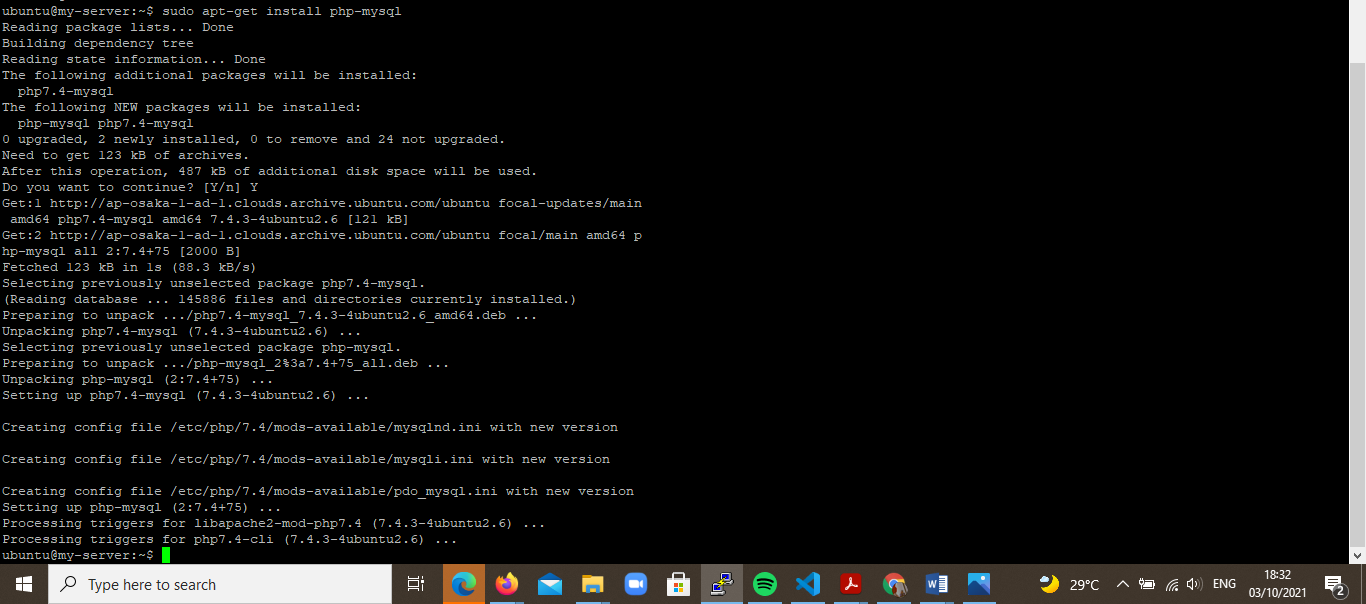 ubuntu@my-server:~$ sudo apt-get install php-mysql
Reading package lists... Done
Building dependency tree
Reading state information... Done
The following additional packages will be installed:
  php7.4-mysql
The following NEW packages will be installed:
  php-mysql php7.4-mysql
0 upgraded, 2 newly installed, 0 to remove and 24 not upgraded.
Need to get 123 kB of archives.
After this operation, 487 kB of additional disk space will be used.
Do you want to continue? [Y/n] Y
Get:1 http://ap-osaka-1-ad-1.clouds.archive.ubuntu.com/ubuntu focal-updates/main
 amd64 php7.4-mysql amd64 7.4.3-4ubuntu2.6 [121 kB]
Get:2 http://ap-osaka-1-ad-1.clouds.archive.ubuntu.com/ubuntu focal/main amd64 p
hp-mysql all 2:7.4+75 [2000 B]
Fetched 123 kB in 1s (88.3 kB/s)
Selecting previously unselected package php7.4-mysql.
(Reading database ... 145886 files and directories currently installed.)
Preparing to unpack .../php7.4-mysql_7.4.3-4ubuntu2.6_amd64.deb ...
Unpacking php7.4-mysql (7.4.3-4ubuntu2.6) ...
Selecting previously unselected package php-mysql.
Preparing to unpack .../php-mysql_2%3a7.4+75_all.deb ...
Unpacking php-mysql (2:7.4+75) ...
Setting up php7.4-mysql (7.4.3-4ubuntu2.6) ...
Creating config file /etc/php/7.4/mods-available/mysqlnd.ini with new version
Creating config file /etc/php/7.4/mods-available/mysqli.ini with new version
Creating config file /etc/php/7.4/mods-available/pdo_mysql.ini with new version
Setting up php-mysql (2:7.4+75) ...
Processing triggers for libapache2-mod-php7.4 (7.4.3-4ubuntu2.6) ...
Processing triggers for php7.4-cli (7.4.3-4ubuntu2.6) ...
ubuntu@my-server:~$
Type here to search
29°C
ENG
18:32
03/10/2021
2